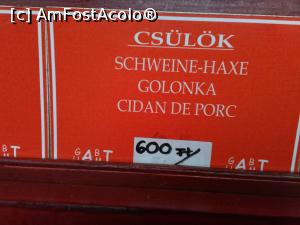 [c] AmFostAcolo®
CSÜLÖK
SCHWEINE-HAXE
GOLONKA
CIDAN DE PORC
600 Ft/